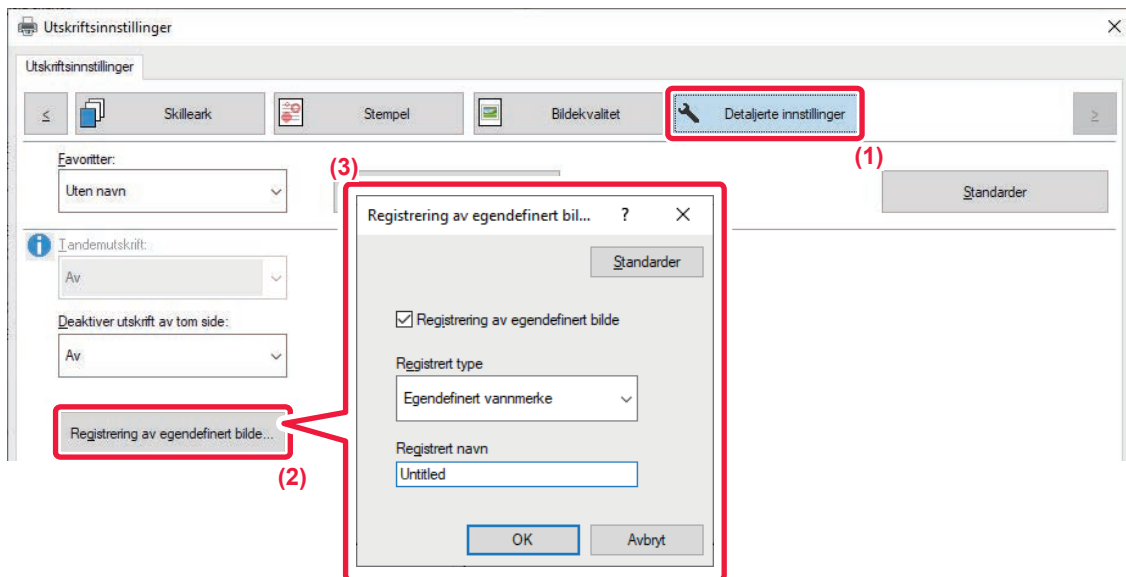 Utskriftsinnstillinger
Utskriftsinnstillinger
≤ Skilleark Stempel Bildekvalitet Detaljerte innstillinger ≥
(1)
Favoritter:
Uten navn
Standarder
(3)
Registrering av egendefinert bil... ?
Standarder
Registrering av egendefinert bilde
Registrert type
Egendefinert vannmerke
Registrert navn
Untitled
OK Avbryt
Tandemutskrift:
Av
Deaktiver utskrift av tom side:
Av
Registrering av egendefinert bilde...
(2)